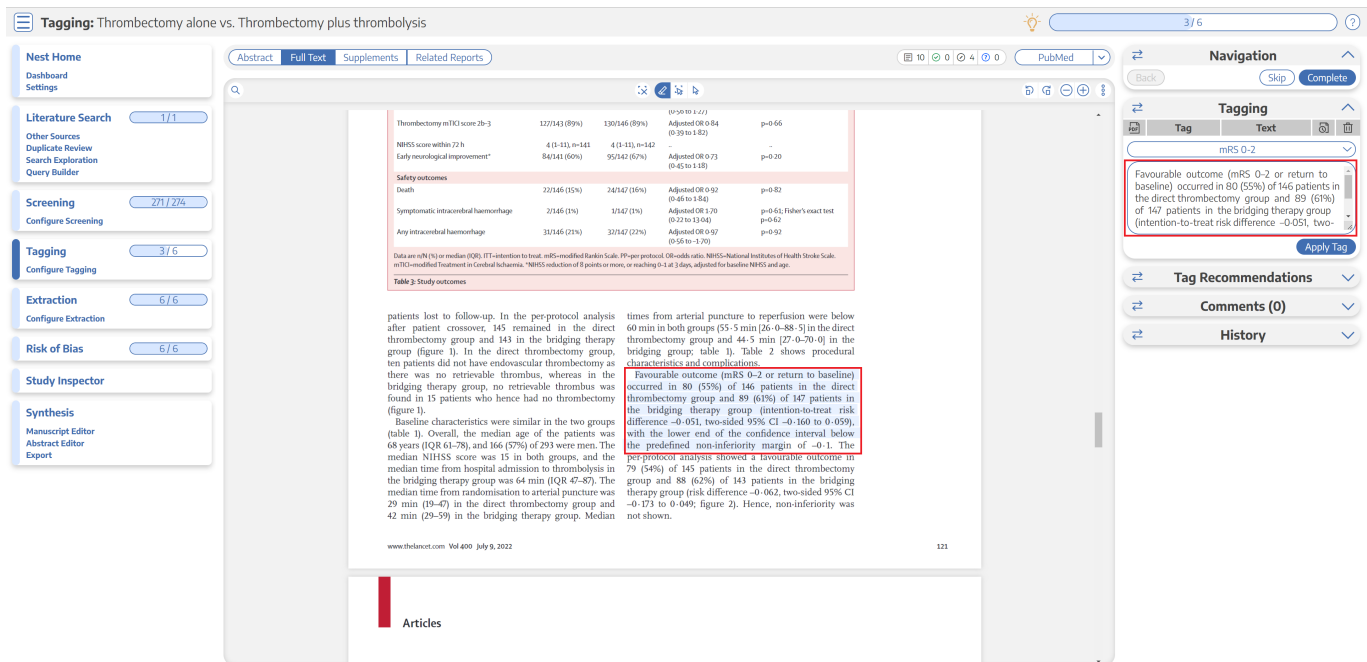 Tagging: Thrombectomy alone vs. Thrombectomy plus thrombolysis
3/6
?
Nest Home
Dashboard
Settings
Literature Search 1/1
Other Sources
Duplicate Review
Search Exploration
Query Builder
Screening 271/274
Configure Screening
Tagging 3/6
Configure Tagging
Extraction 6/6
Configure Extraction
Risk of Bias 6/6
Study Inspector
Synthesis
Manuscript Editor
Abstract Editor
Export
Abstract Full Text Supplements Related Reports
10 0 4 0
PubMed
(0·56 to 1·27)
Thrombectomy mTICI score 2b–3 127/143 (89%) 130/146 (89%) Adjusted OR 0·84 p=0·66
(0·39 to 1·82)
NIHSS score within 72 h 4 (1–11), n=141 4 (1–11), n=142 .. ..
Early neurological improvement* 84/141 (60%) 95/142 (67%) Adjusted OR 0·73 p=0·20
(0·45 to 1·18)
Safety outcomes
Death 22/146 (15%) 24/147 (16%) Adjusted OR 0·92 p=0·82
(0·46 to 1·84)
Symptomatic intracerebral haemorrhage 2/146 (1%) 1/147 (1%) Adjusted OR 1·70 p=0·61; Fisher's exact test
(0·22 to 13·04) p=0·62
Any intracerebral haemorrhage 31/146 (21%) 32/147 (22%) Adjusted OR 0·97 p=0·92
(0·56 to –1·70)
Data are n/N (%) or median (IQR). ITT=intention to treat. mRS=modified Rankin Scale. PP=per protocol. OR=odds ratio. NIHSS=National Institutes of Health Stroke Scale.
mTICI=modified Treatment in Cerebral Ischaemia. *NIHSS reduction of 8 points or more, or reaching 0–1 at 3 days, adjusted for baseline NIHSS and age.
Table 3: Study outcomes
patients lost to follow-up. In the per-protocol analysis
after patient crossover, 145 remained in the direct
thrombectomy group and 143 in the bridging therapy
group (figure 1). In the direct thrombectomy group,
ten patients did not have endovascular thrombectomy as
there was no retrievable thrombus, whereas in the
bridging therapy group, no retrievable thrombus was
found in 15 patients who hence had no thrombectomy
(figure 1).
Baseline characteristics were similar in the two groups
(table 1). Overall, the median age of the patients was
68 years (IQR 61–78), and 166 (57%) of 293 were men. The
median NIHSS score was 15 in both groups, and the
median time from hospital admission to thrombolysis in
the bridging therapy group was 64 min (IQR 47–87). The
median time from randomisation to arterial puncture was
29 min (19–47) in the direct thrombectomy group and
42 min (29–59) in the bridging therapy group. Median
times from arterial puncture to reperfusion were below
60 min in both groups (55·5 min [26·0–88·5] in the direct
thrombectomy group and 44·5 min [27·0–70·0] in the
bridging group; table 1). Table 2 shows procedural
characteristics and complications.
Favourable outcome (mRS 0–2 or return to baseline)
occurred in 80 (55%) of 146 patients in the direct
thrombectomy group and 89 (61%) of 147 patients in
the bridging therapy group (intention-to-treat risk
difference –0·051, two-sided 95% CI –0·160 to 0·059),
with the lower end of the confidence interval below
the predefined non-inferiority margin of –0·1. The
per-protocol analysis showed a favourable outcome in
79 (54%) of 145 patients in the direct thrombectomy
group and 88 (62%) of 143 patients in the bridging
therapy group (risk difference –0·062, two-sided 95% CI
–0·173 to 0·049; figure 2). Hence, non-inferiority was
not shown.
www.thelancet.com Vol 400 July 9, 2022 121
Articles
Navigation
Back Skip Complete
Tagging
PDF Tag Text
mRS 0-2
Favourable outcome (mRS 0–2 or return to
baseline) occurred in 80 (55%) of 146 patients in
the direct thrombectomy group and 89 (61%)
of 147 patients in the bridging therapy group
(intention-to-treat risk difference –0·051, two-
Apply Tag
Tag Recommendations
Comments (0)
History